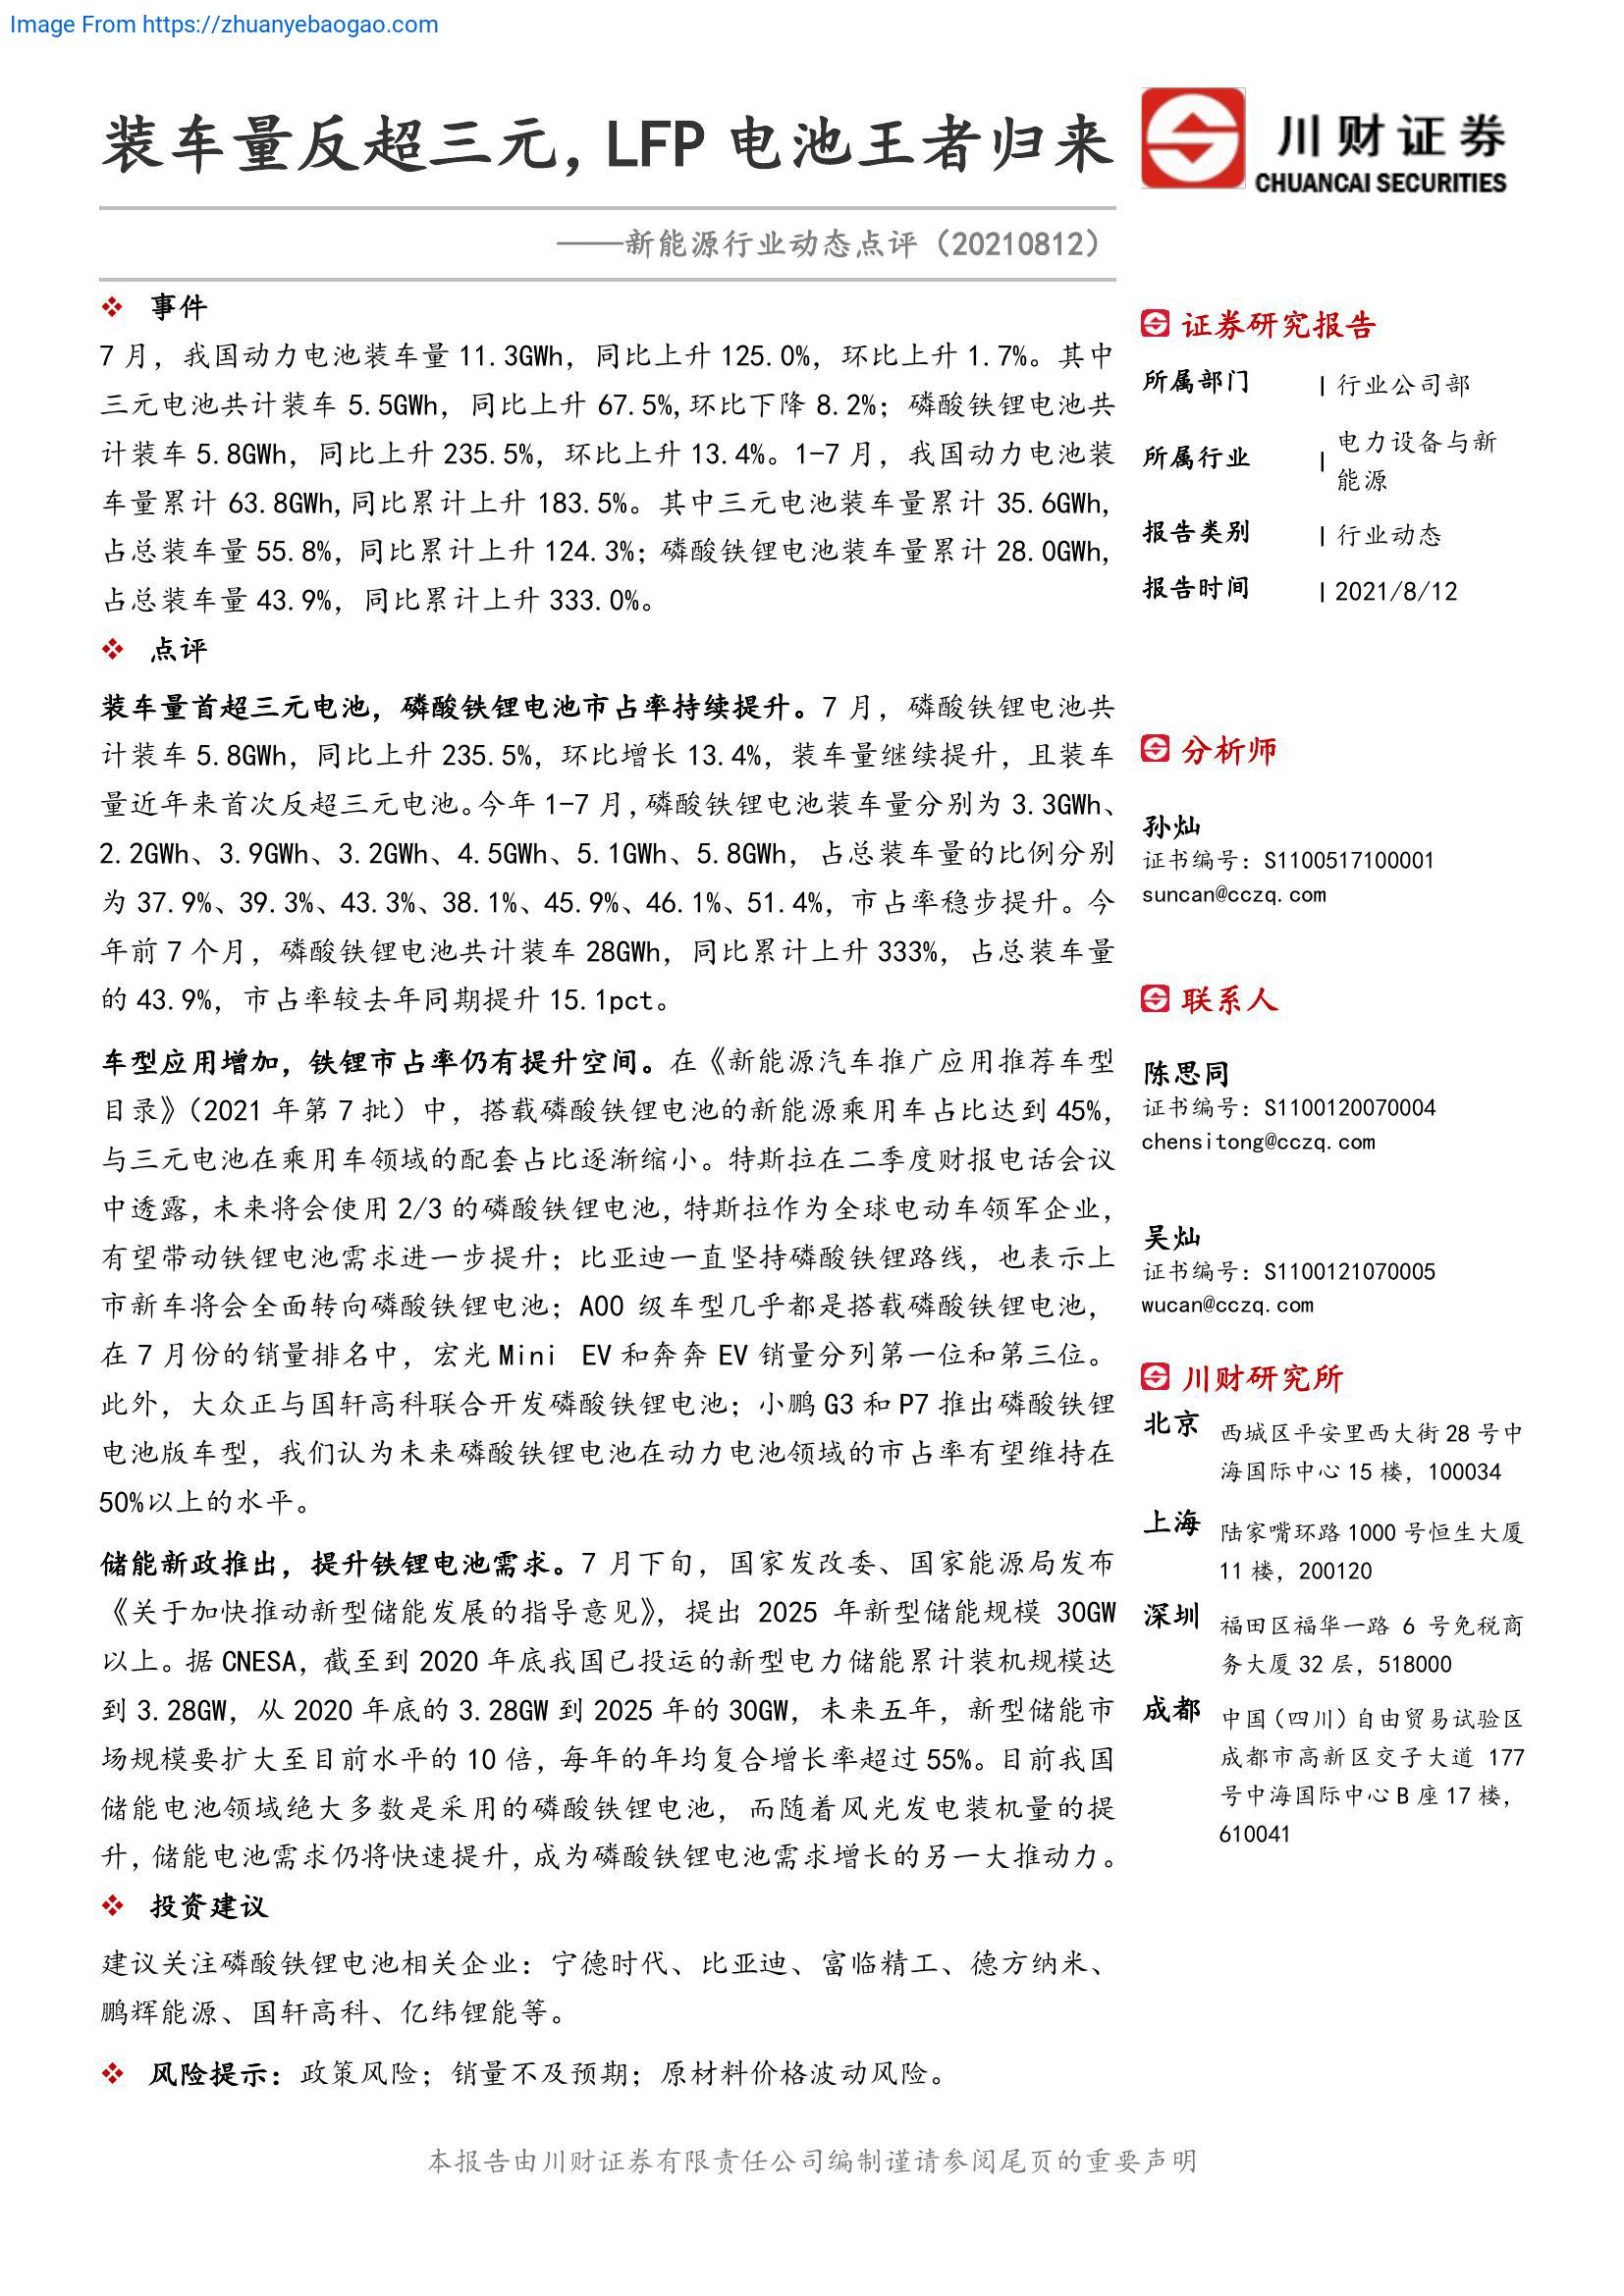 Image From https://zhuanyebaogao.com
装车量反超三元，LFP 电池王者归来
川财证券
CHUANCAI SECURITIES
——新能源行业动态点评（20210812）
❖ 事件
7 月，我国动力电池装车量 11.3GWh，同比上升 125.0%，环比上升 1.7%。其中
三元电池共计装车 5.5GWh，同比上升 67.5%,环比下降 8.2%；磷酸铁锂电池共
计装车 5.8GWh，同比上升 235.5%，环比上升 13.4%。1-7 月，我国动力电池装
车量累计 63.8GWh,同比累计上升 183.5%。其中三元电池装车量累计 35.6GWh,
占总装车量 55.8%，同比累计上升 124.3%；磷酸铁锂电池装车量累计 28.0GWh,
占总装车量 43.9%，同比累计上升 333.0%。
❖ 点评
装车量首超三元电池，磷酸铁锂电池市占率持续提升。7 月，磷酸铁锂电池共
计装车 5.8GWh，同比上升 235.5%，环比增长 13.4%，装车量继续提升，且装车
量近年来首次反超三元电池。今年 1-7 月,磷酸铁锂电池装车量分别为 3.3GWh、
2.2GWh、3.9GWh、3.2GWh、4.5GWh、5.1GWh、5.8GWh，占总装车量的比例分别
为 37.9%、39.3%、43.3%、38.1%、45.9%、46.1%、51.4%，市占率稳步提升。今
年前 7 个月，磷酸铁锂电池共计装车 28GWh，同比累计上升 333%，占总装车量
的 43.9%，市占率较去年同期提升 15.1pct。
车型应用增加，铁锂市占率仍有提升空间。在《新能源汽车推广应用推荐车型
目录》（2021 年第 7 批）中，搭载磷酸铁锂电池的新能源乘用车占比达到 45%,
与三元电池在乘用车领域的配套占比逐渐缩小。特斯拉在二季度财报电话会议
中透露，未来将会使用 2/3 的磷酸铁锂电池，特斯拉作为全球电动车领军企业，
有望带动铁锂电池需求进一步提升；比亚迪一直坚持磷酸铁锂路线，也表示上
市新车将会全面转向磷酸铁锂电池；A00 级车型几乎都是搭载磷酸铁锂电池，
在 7 月份的销量排名中，宏光 Mini EV 和奔奔 EV 销量分列第一位和第三位。
此外，大众正与国轩高科联合开发磷酸铁锂电池；小鹏 G3 和 P7 推出磷酸铁锂
电池版车型，我们认为未来磷酸铁锂电池在动力电池领域的市占率有望维持在
50%以上的水平。
储能新政推出，提升铁锂电池需求。7 月下旬，国家发改委、国家能源局发布
《关于加快推动新型储能发展的指导意见》，提出 2025 年新型储能规模 30GW
以上。据 CNESA，截至到 2020 年底我国已投运的新型电力储能累计装机规模达
到 3.28GW，从 2020 年底的 3.28GW 到 2025 年的 30GW，未来五年，新型储能市
场规模要扩大至目前水平的 10 倍，每年的年均复合增长率超过 55%。目前我国
储能电池领域绝大多数是采用的磷酸铁锂电池，而随着风光发电装机量的提
升，储能电池需求仍将快速提升，成为磷酸铁锂电池需求增长的另一大推动力。
❖ 投资建议
建议关注磷酸铁锂电池相关企业：宁德时代、比亚迪、富临精工、德方纳米、
鹏辉能源、国轩高科、亿纬锂能等。
❖ 风险提示：政策风险；销量不及预期；原材料价格波动风险。
证券研究报告
所属部门 | 行业公司部
所属行业 | 电力设备与新
能源
报告类别 | 行业动态
报告时间 | 2021/8/12
分析师
孙灿
证书编号：S1100517100001
suncan@cczq.com
联系人
陈思同
证书编号：S1100120070004
chensitong@cczq.com
吴灿
证书编号：S1100121070005
wucan@cczq.com
川财研究所
北京 西城区平安里西大街 28 号中
海国际中心 15 楼，100034
上海 陆家嘴环路 1000 号恒生大厦
11 楼，200120
深圳 福田区福华一路 6 号免税商
务大厦 32 层，518000
成都 中国（四川）自由贸易试验区
成都市高新区交子大道 177
号中海国际中心 B 座 17 楼，
610041
本报告由川财证券有限责任公司编制谨请参阅尾页的重要声明